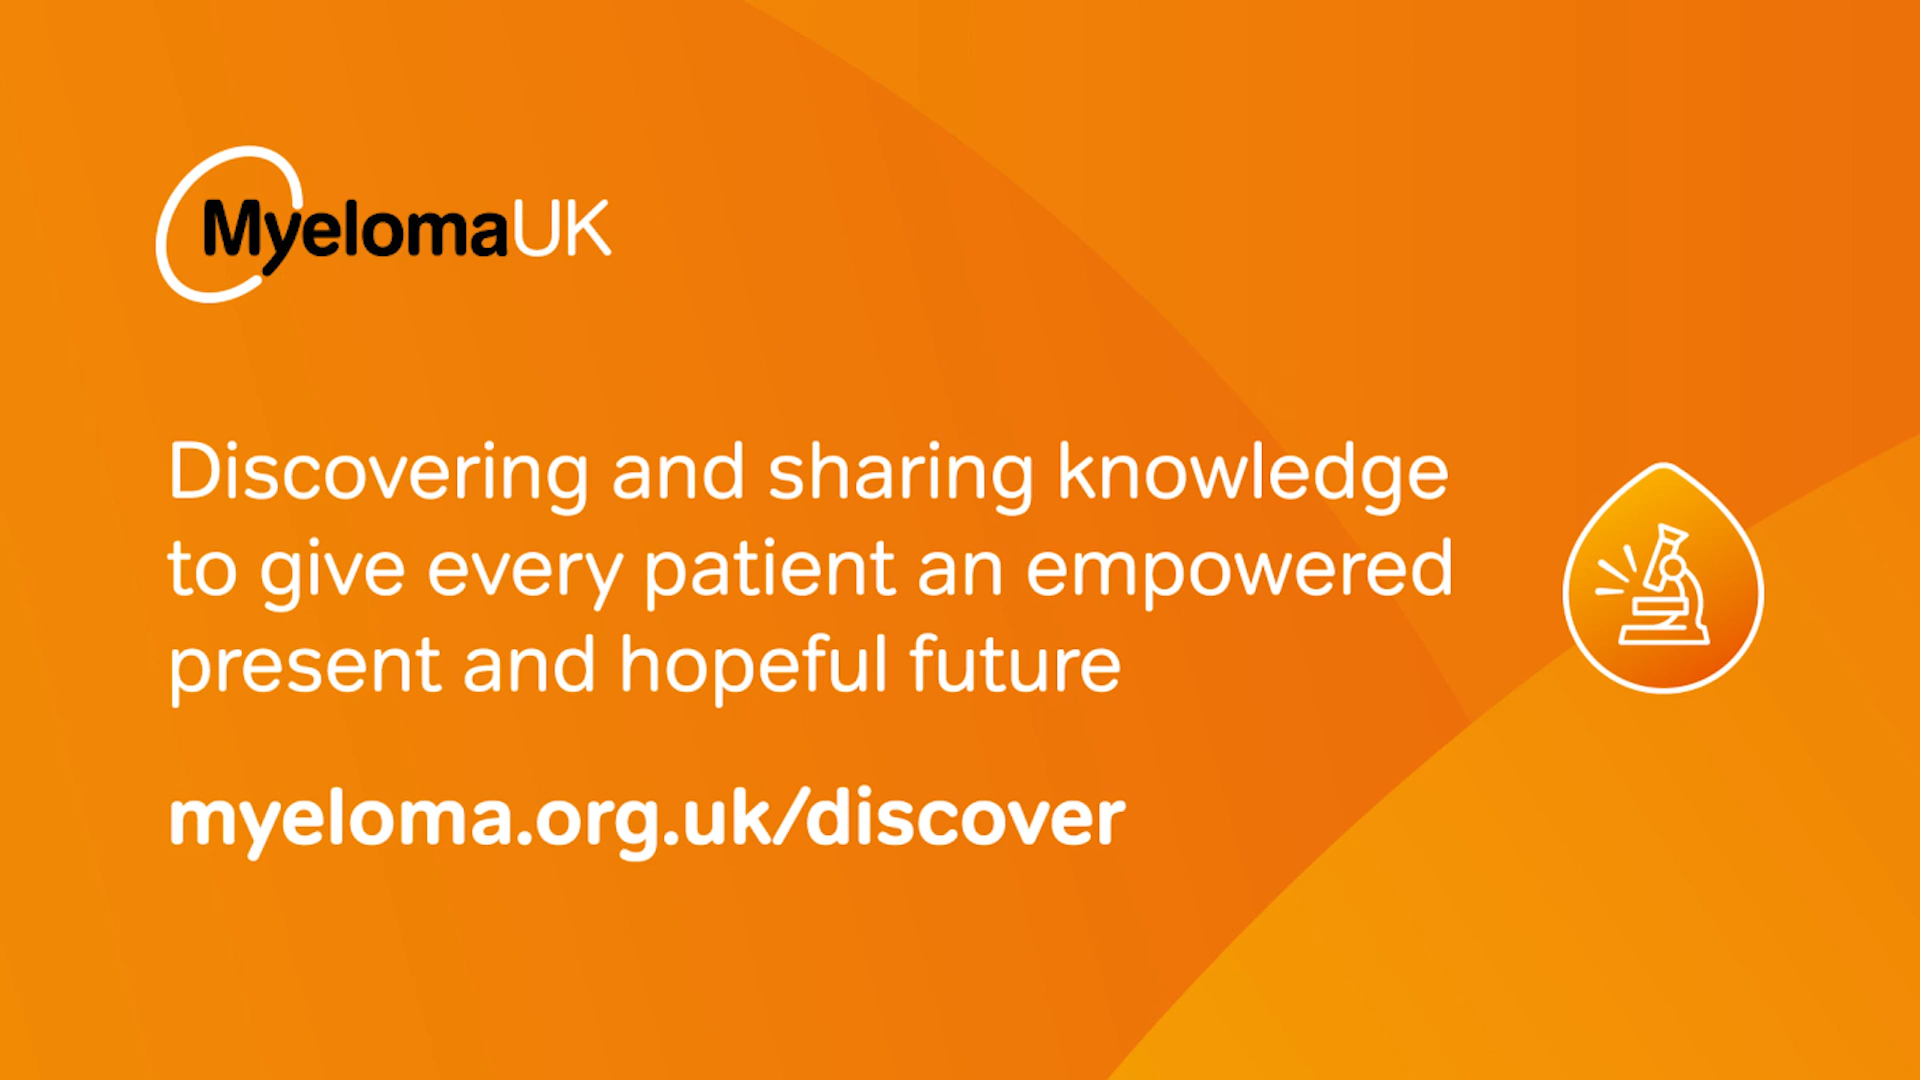 MyelomaUK
Discovering and sharing knowledge
to give every patient an empowered
present and hopeful future
myeloma.org.uk/discover